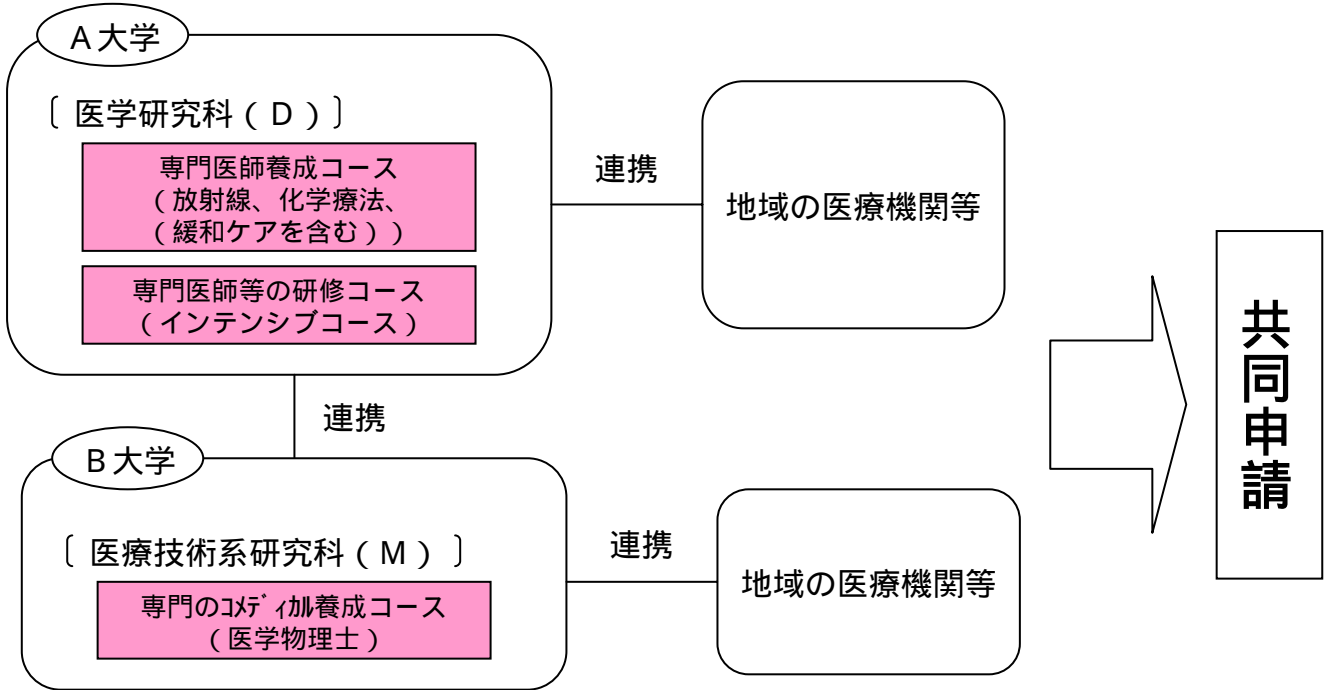 A大学
〔 医学研究科(D)〕
専門医師養成コース
(放射線、化学療法、
(緩和ケアを含む))
専門医師等の研修コース
(インテンシブコース)
連携
地域の医療機関等
連携
B大学
〔 医療技術系研究科(M) 〕
専門のｺﾒﾃﾞｨｶﾙ養成コース
(医学物理士)
連携
地域の医療機関等
共同申請